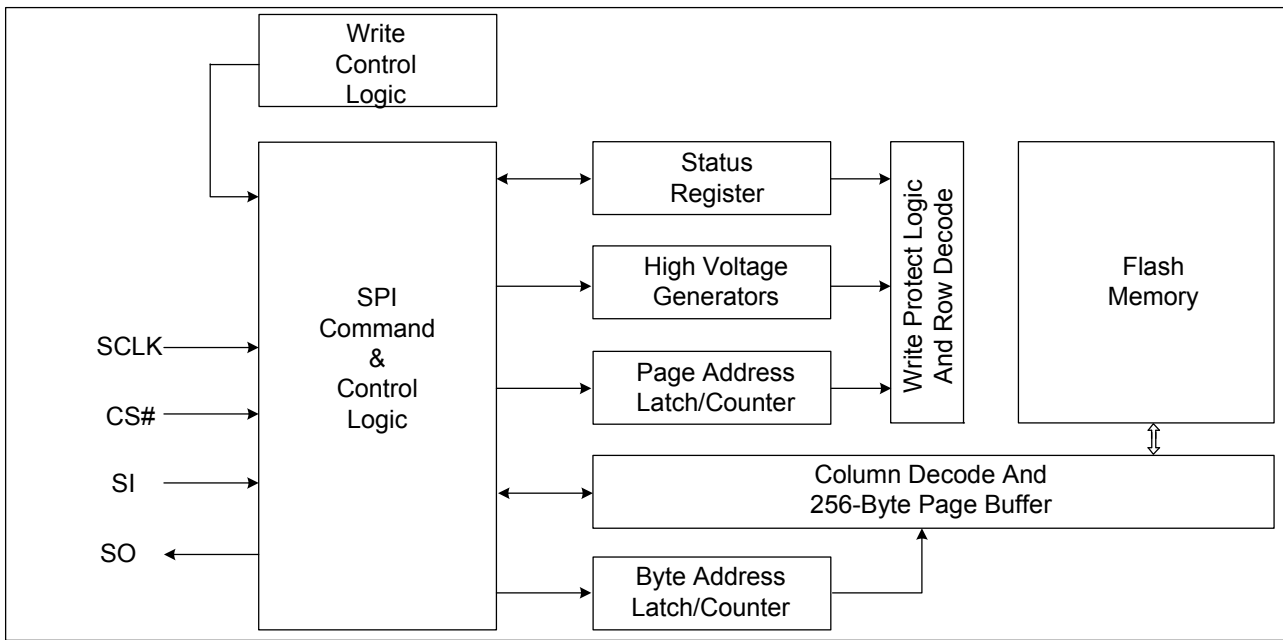 Write
Control
Logic
SPI
Command
&
Control
Logic
SCLK
CS#
SI
SO
Status
Register
High Voltage
Generators
Page Address
Latch/Counter
Write Protect Logic
And Row Decode
Flash
Memory
Column Decode And
256-Byte Page Buffer
Byte Address
Latch/Counter